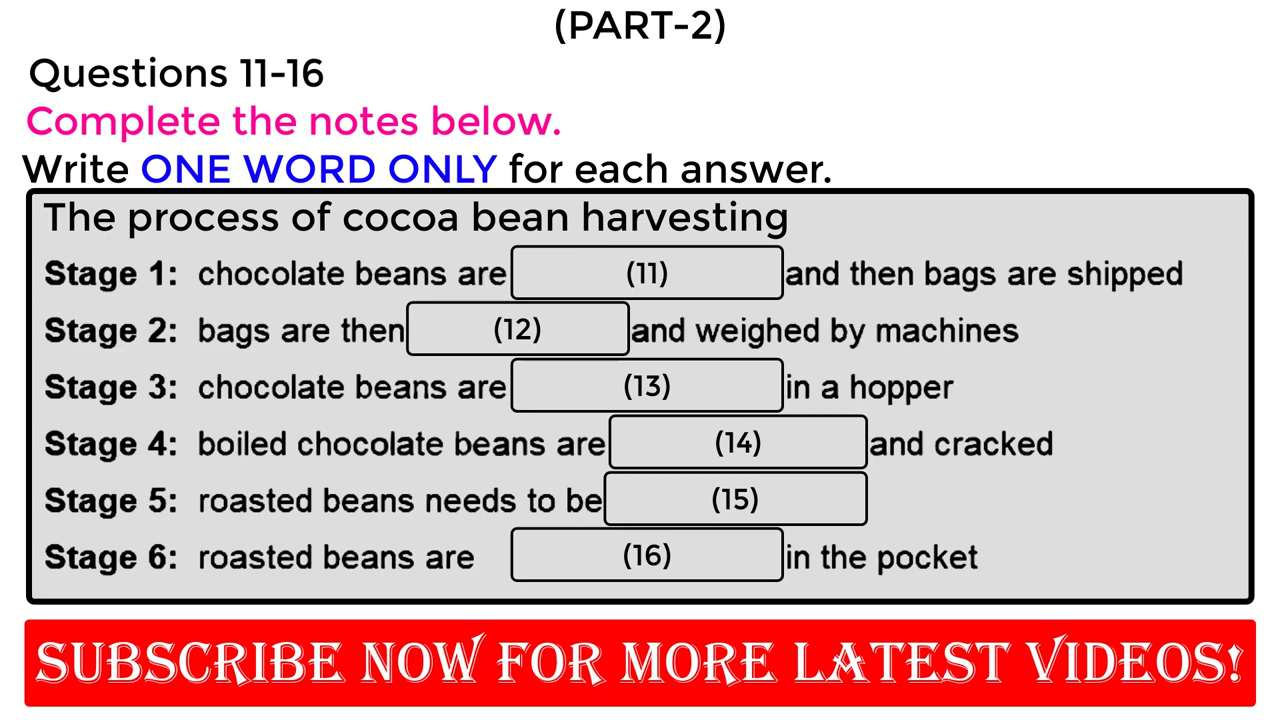 (PART-2)
Questions 11-16
Complete the notes below.
Write ONE WORD ONLY for each answer.
The process of cocoa bean harvesting
Stage 1: chocolate beans are (11) and then bags are shipped
Stage 2: bags are then (12) and weighed by machines
Stage 3: chocolate beans are (13) in a hopper
Stage 4: boiled chocolate beans are (14) and cracked
Stage 5: roasted beans needs to be (15)
Stage 6: roasted beans are (16) in the pocket
SUBSCRIBE NOW FOR MORE LATEST VIDEOS!